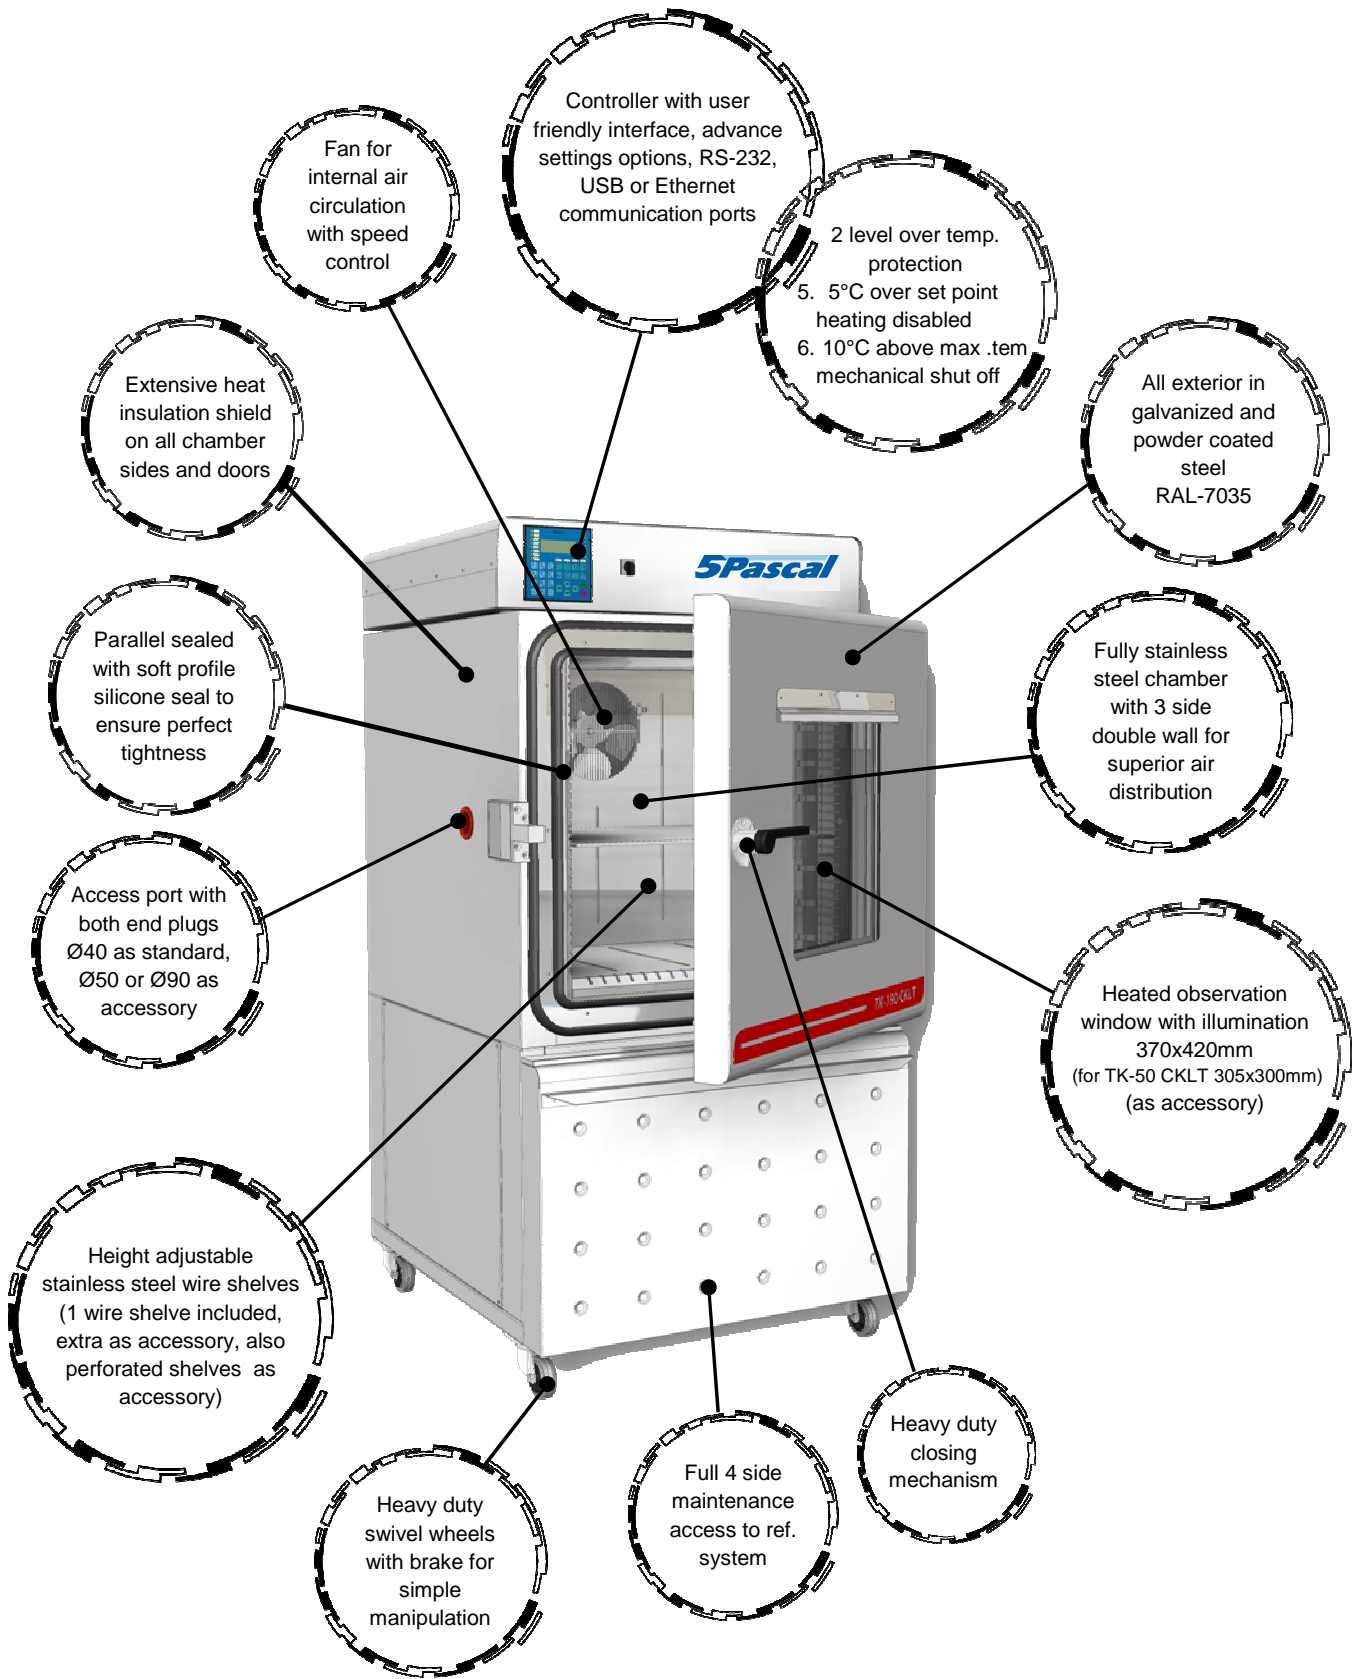 Controller with user
friendly interface, advance
settings options, RS-232,
USB or Ethernet
communication ports
Fan for
internal air
circulation
with speed
control
2 level over temp.
protection
5. 5°C over set point
heating disabled
6. 10°C above max .tem
mechanical shut off
Extensive heat
insulation shield
on all chamber
sides and doors
All exterior in
galvanized and
powder coated
steel
RAL-7035
5Pascal
Parallel sealed
with soft profile
silicone seal to
ensure perfect
tightness
Fully stainless
steel chamber
with 3 side
double wall for
superior air
distribution
Access port with
both end plugs
Ø40 as standard,
Ø50 or Ø90 as
accessory
TK-190 CKLT
Heated observation
window with illumination
370x420mm
(for TK-50 CKLT 305x300mm)
(as accessory)
Height adjustable
stainless steel wire shelves
(1 wire shelve included,
extra as accessory, also
perforated shelves as
accessory)
Heavy duty
closing
mechanism
Full 4 side
maintenance
access to ref.
system
Heavy duty
swivel wheels
with brake for
simple
manipulation